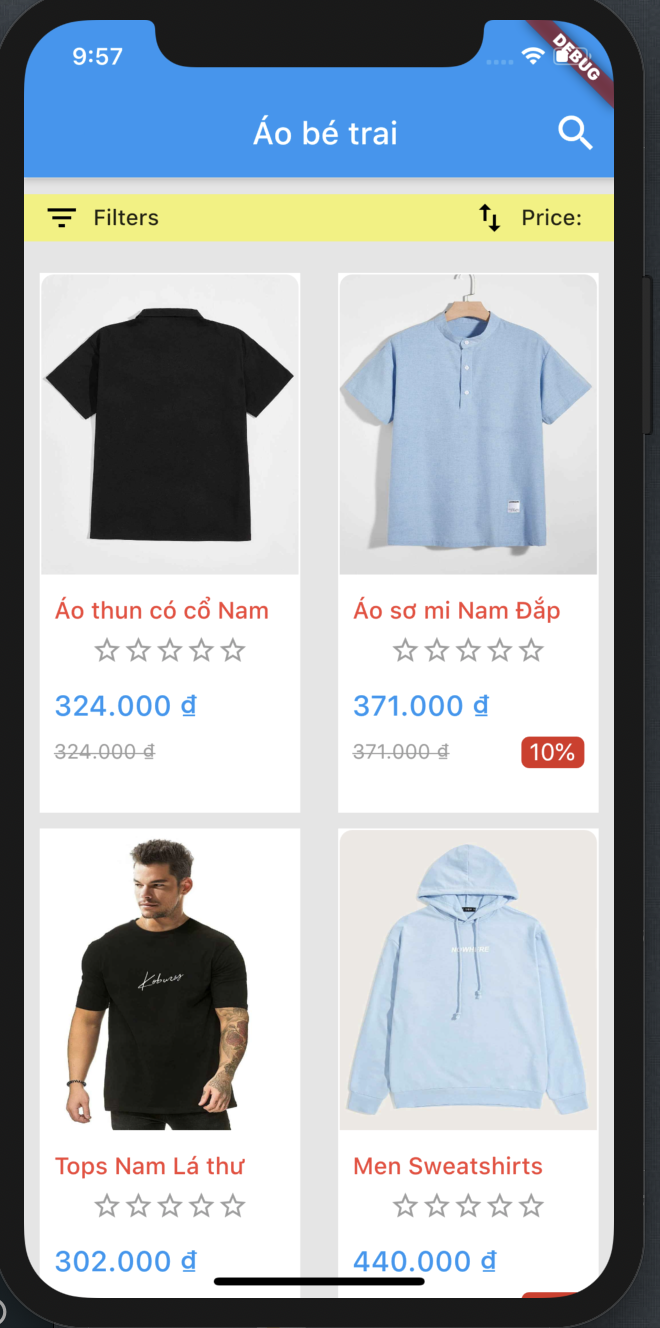 9:57
DEBUG
Áo bé trai
Filters
Price:
Áo thun có cổ Nam
Áo sơ mi Nam Đắp
324.000 ₫
371.000 ₫
324.000 ₫
371.000 ₫
10%
Tops Nam Lá thư
Men Sweatshirts
302.000 ₫
440.000 ₫